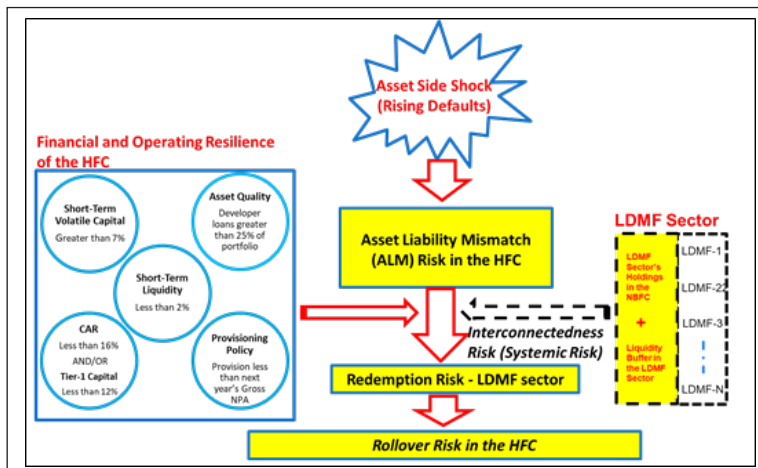 Asset Side Shock
(Rising Defaults)
Financial and Operating Resilience
of the HFC
Short-Term
Volatile Capital
Greater than 7%
Asset Quality
Developer
loans greater
than 25% of
portfolio
Short-Term
Liquidity
Less than 2%
CAR
Less than 16%
AND/OR
Tier-1 Capital
Less than 12%
Provisioning
Policy
Provision less
than next
year's Gross
NPA
Asset Liability Mismatch
(ALM) Risk in the HFC
Interconnectedness
Risk (Systemic Risk)
Redemption Risk - LDMF sector
Rollover Risk in the HFC
LDMF Sector
LDMF
Sector's
Holdings
in the
NBFC
+
Liquidity
Buffer in
the LDMF
Sector
LDMF-1
LDMF-22
LDMF-3
LDMF-N